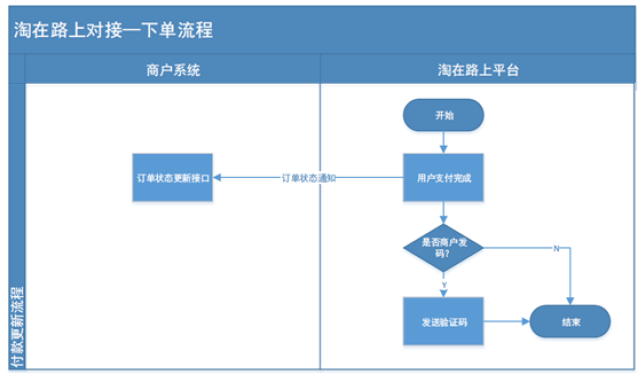 淘在路上对接一下单流程
商户系统
淘在路上平台
开始
订单状态更新接口
订单状态通知
用户支付完成
是否商户发
码?
N
Y
发送验证码
结束
付款更新流程